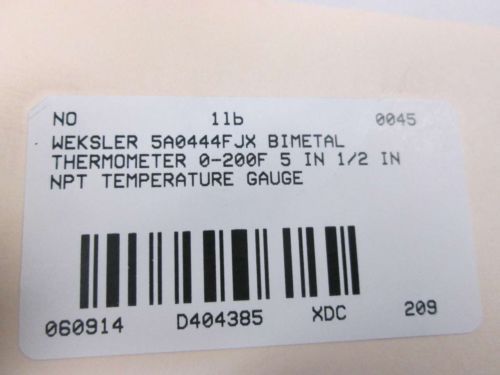 NO 1lb 0045
WEKSLER 5A0444FJX BIMETAL
THERMOMETER 0-200F 5 IN 1/2 IN
NPT TEMPERATURE GAUGE
060914 D404385 XDC 209